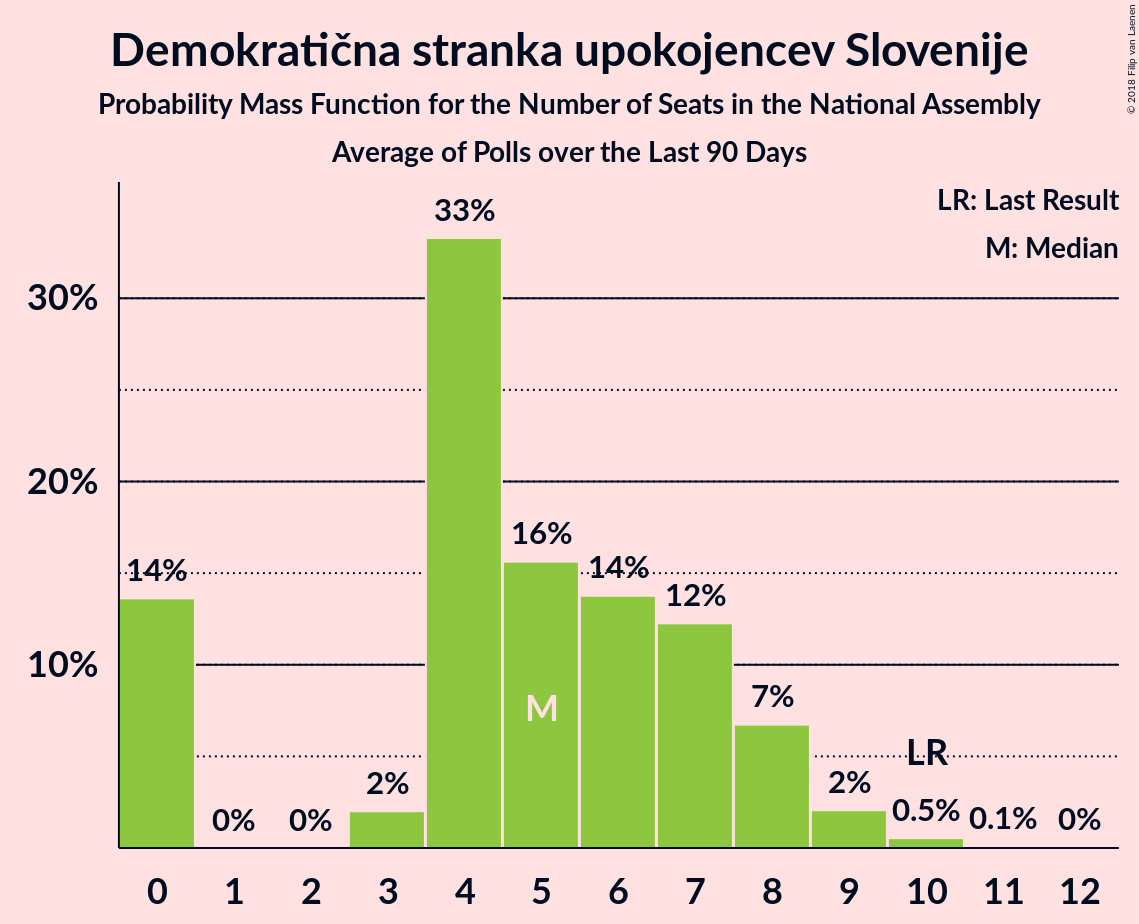 Demokratična stranka upokojencev Slovenije
Probability Mass Function for the Number of Seats in the National Assembly
Average of Polls over the Last 90 Days
© 2018 Filip van Laenen
LR: Last Result
M: Median
33%
30%
20%
16%
14%
14%
12%
10%
7%
M
LR
2%
2%
0%
0%
0.5%
0.1%
0%
0 1 2 3 4 5 6 7 8 9 10 11 12